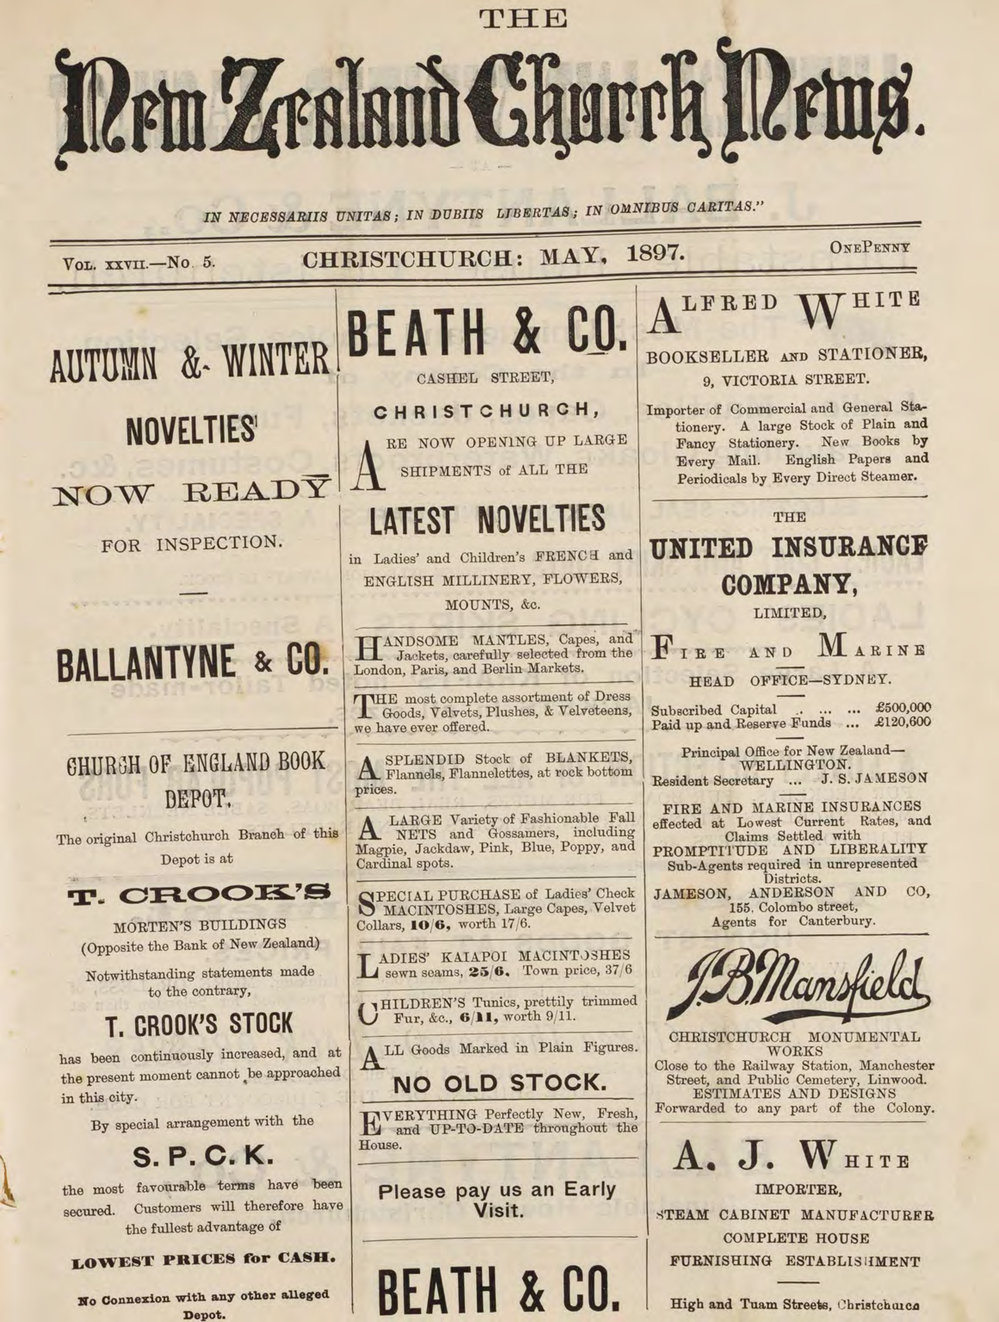 THE
New Zealand Church News.
IN NECESSARIIS UNITAS; IN DUBIIS LIBERTAS; IN OMNIBUS CARITAS."
VOL. XXVII.—No. 5.
CHRISTCHURCH: MAY, 1897.
ONEPENNY
AUTUMN & WINTER
NOVELTIES
NOW READY
FOR INSPECTION.
BALLANTYNE & CO.
CHURCH OF ENGLAND BOOK
DEPOT.
The original Christchurch Branch of this
Depot is at
T. CROOK'S
MORTEN'S BUILDINGS
(Opposite the Bank of New Zealand)
Notwithstanding statements made
to the contrary,
T. CROOK'S STOCK
has been continuously increased, and at
the present moment cannot be approached
in this city.
By special arrangement with the
S. P. C. K.
the most favourable terms have been
secured. Customers will therefore have
the fullest advantage of
LOWEST PRICES for CASH.
No Connexion with any other alleged
Depot.
BEATH & CO.
CASHEL STREET,
CHRISTCHURCH,
ARE NOW OPENING UP LARGE
SHIPMENTS of ALL THE
LATEST NOVELTIES
in Ladies' and Children's FRENCH and
ENGLISH MILLINERY, FLOWERS,
MOUNTS, &c.
HANDSOME MANTLES, Capes, and
Jackets, carefully selected from the
London, Paris, and Berlin Markets.
THE most complete assortment of Dress
Goods, Velvets, Plushes, & Velveteens,
we have ever offered.
A SPLENDID Stock of BLANKETS,
Flannels, Flannelettes, at rock bottom
prices.
A LARGE Variety of Fashionable Fall
NETS and Gossamers, including
Magpie, Jackdaw, Pink, Blue, Poppy, and
Cardinal spots.
SPECIAL PURCHASE of Ladies' Check
MACINTOSHES, Large Capes, Velvet
Collars, 10/6, worth 17/6.
LADIES' KAIAPOI MACINTOSHES
sewn seams, 25/6. Town price, 37/6
CHILDREN'S Tunics, prettily trimmed
Fur, &c., 6/11, worth 9/11.
ALL Goods Marked in Plain Figures.
NO OLD STOCK.
EVERYTHING Perfectly New, Fresh,
and UP-TO-DATE throughout the
House.
Please pay us an Early
Visit.
BEATH & CO.
ALFRED WHITE
BOOKSELLER AND STATIONER,
9, VICTORIA STREET.
Importer of Commercial and General Sta-
tionery. A large Stock of Plain and
Fancy Stationery. New Books by
Every Mail. English Papers and
Periodicals by Every Direct Steamer.
THE
UNITED INSURANCE
COMPANY,
LIMITED,
FIRE AND MARINE
HEAD OFFICE—SYDNEY.
Subscribed Capital .. ... ... £500,000
Paid up and Reserve Funds ... £120,600
Principal Office for New Zealand—
WELLINGTON.
Resident Secretary ... J. S. JAMESON
FIRE AND MARINE INSURANCES
effected at Lowest Current Rates, and
Claims Settled with
PROMPTITUDE AND LIBERALITY
Sub-Agents required in unrepresented
Districts.
JAMESON, ANDERSON AND CO,
155. Colombo street,
Agents for Canterbury.
J.B. Mansfield
CHRISTCHURCH MONUMENTAL
WORKS
Close to the Railway Station, Manchester
Street, and Public Cemetery, Linwood.
ESTIMATES AND DESIGNS
Forwarded to any part of the Colony.
A. J. WHITE
IMPORTER,
STEAM CABINET MANUFACTURER
COMPLETE HOUSE
FURNISHING ESTABLISHMENT
High and Tuam Streets, Christchurch